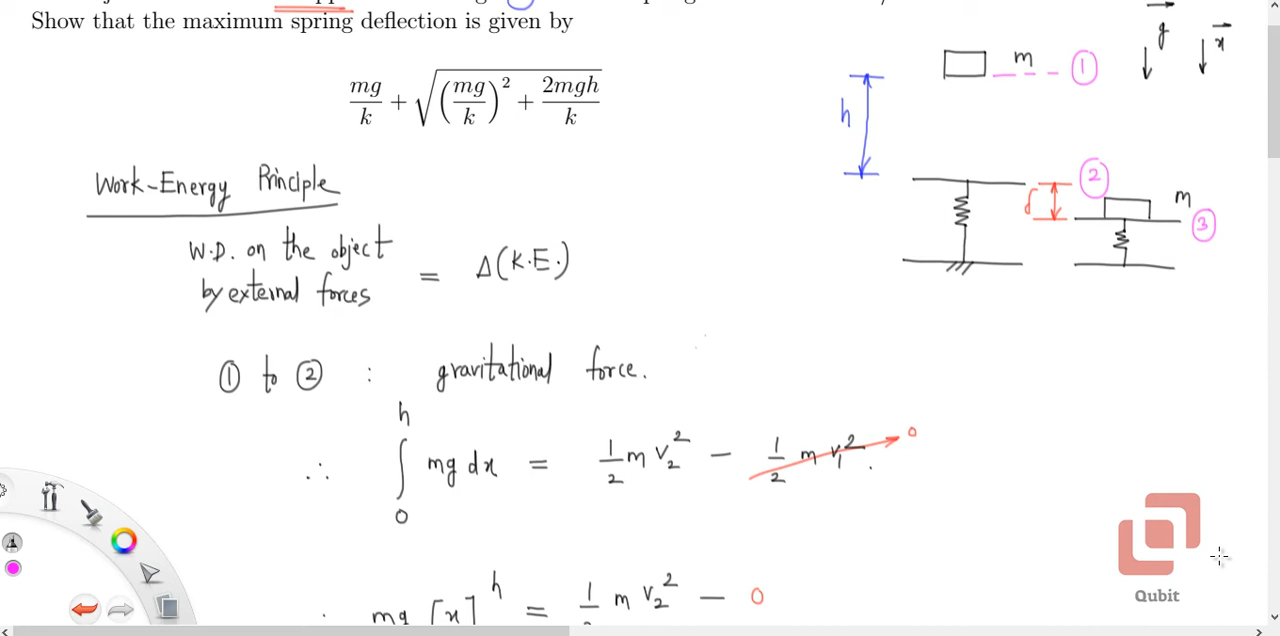 Show that the maximum spring deflection is given by
mg/k + √((mg/k)² + 2mgh/k)
Work-Energy Principle
W.D. on the object
by external forces
= Δ(K.E.)
① to ② : gravitational force.
∴ ∫₀ʰ mg dx = 1/2 m v₂² − 1/2 m v₁². 0
mg [x]ʰ = 1/2 m v₂² − 0
m ①
g x
h
② m
δ ③
Qubit